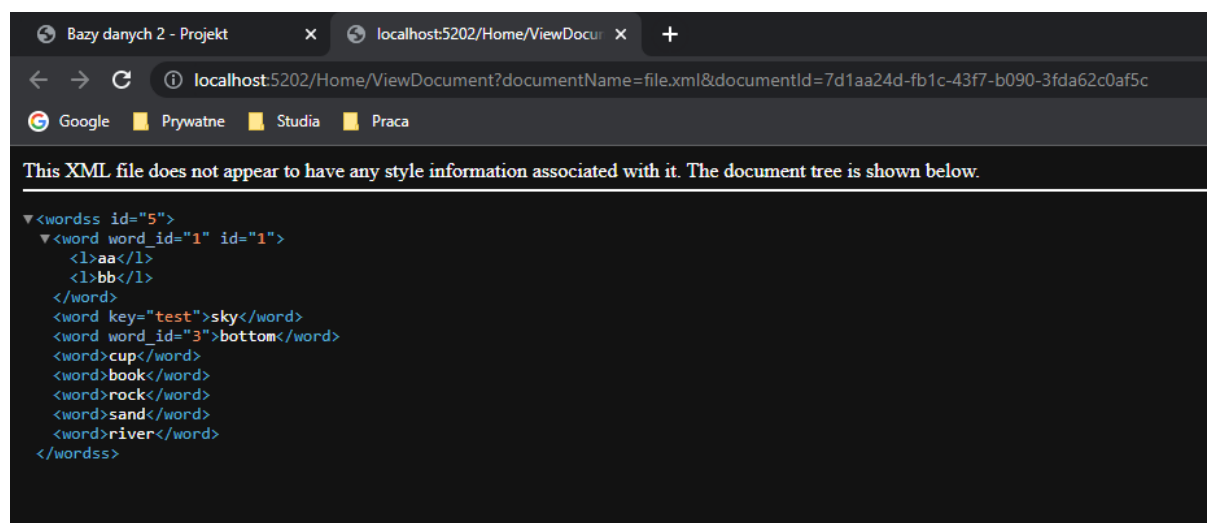 Bazy danych 2 - Projekt
localhost:5202/Home/ViewDocur
localhost:5202/Home/ViewDocument?documentName=file.xml&documentId=7d1aa24d-fb1c-43f7-b090-3fda62c0af5c
Google Prywatne Studia Praca
This XML file does not appear to have any style information associated with it. The document tree is shown below.
<wordss id="5">
<word word_id="1" id="1">
<l>aa</l>
<l>bb</l>
</word>
<word key="test">sky</word>
<word word_id="3">bottom</word>
<word>cup</word>
<word>book</word>
<word>rock</word>
<word>sand</word>
<word>river</word>
</wordss>